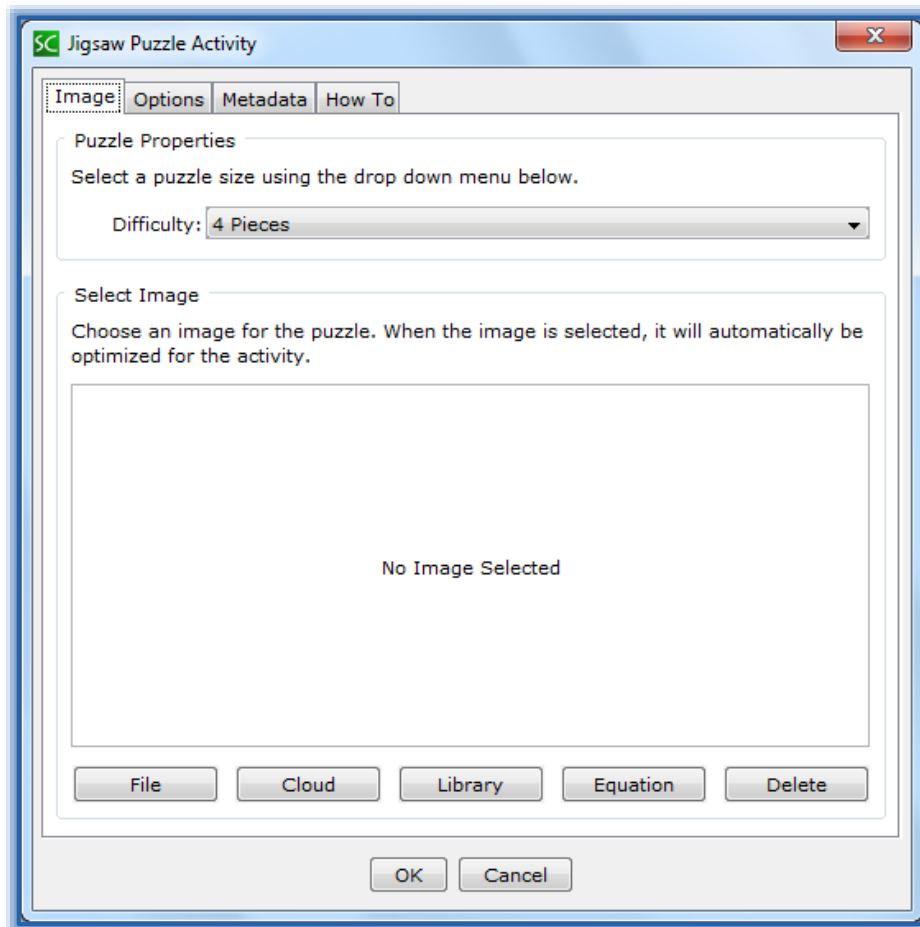 SC Jigsaw Puzzle Activity
X
Image Options Metadata How To
Puzzle Properties
Select a puzzle size using the drop down menu below.
Difficulty: 4 Pieces
Select Image
Choose an image for the puzzle. When the image is selected, it will automatically be
optimized for the activity.
No Image Selected
File Cloud Library Equation Delete
OK Cancel